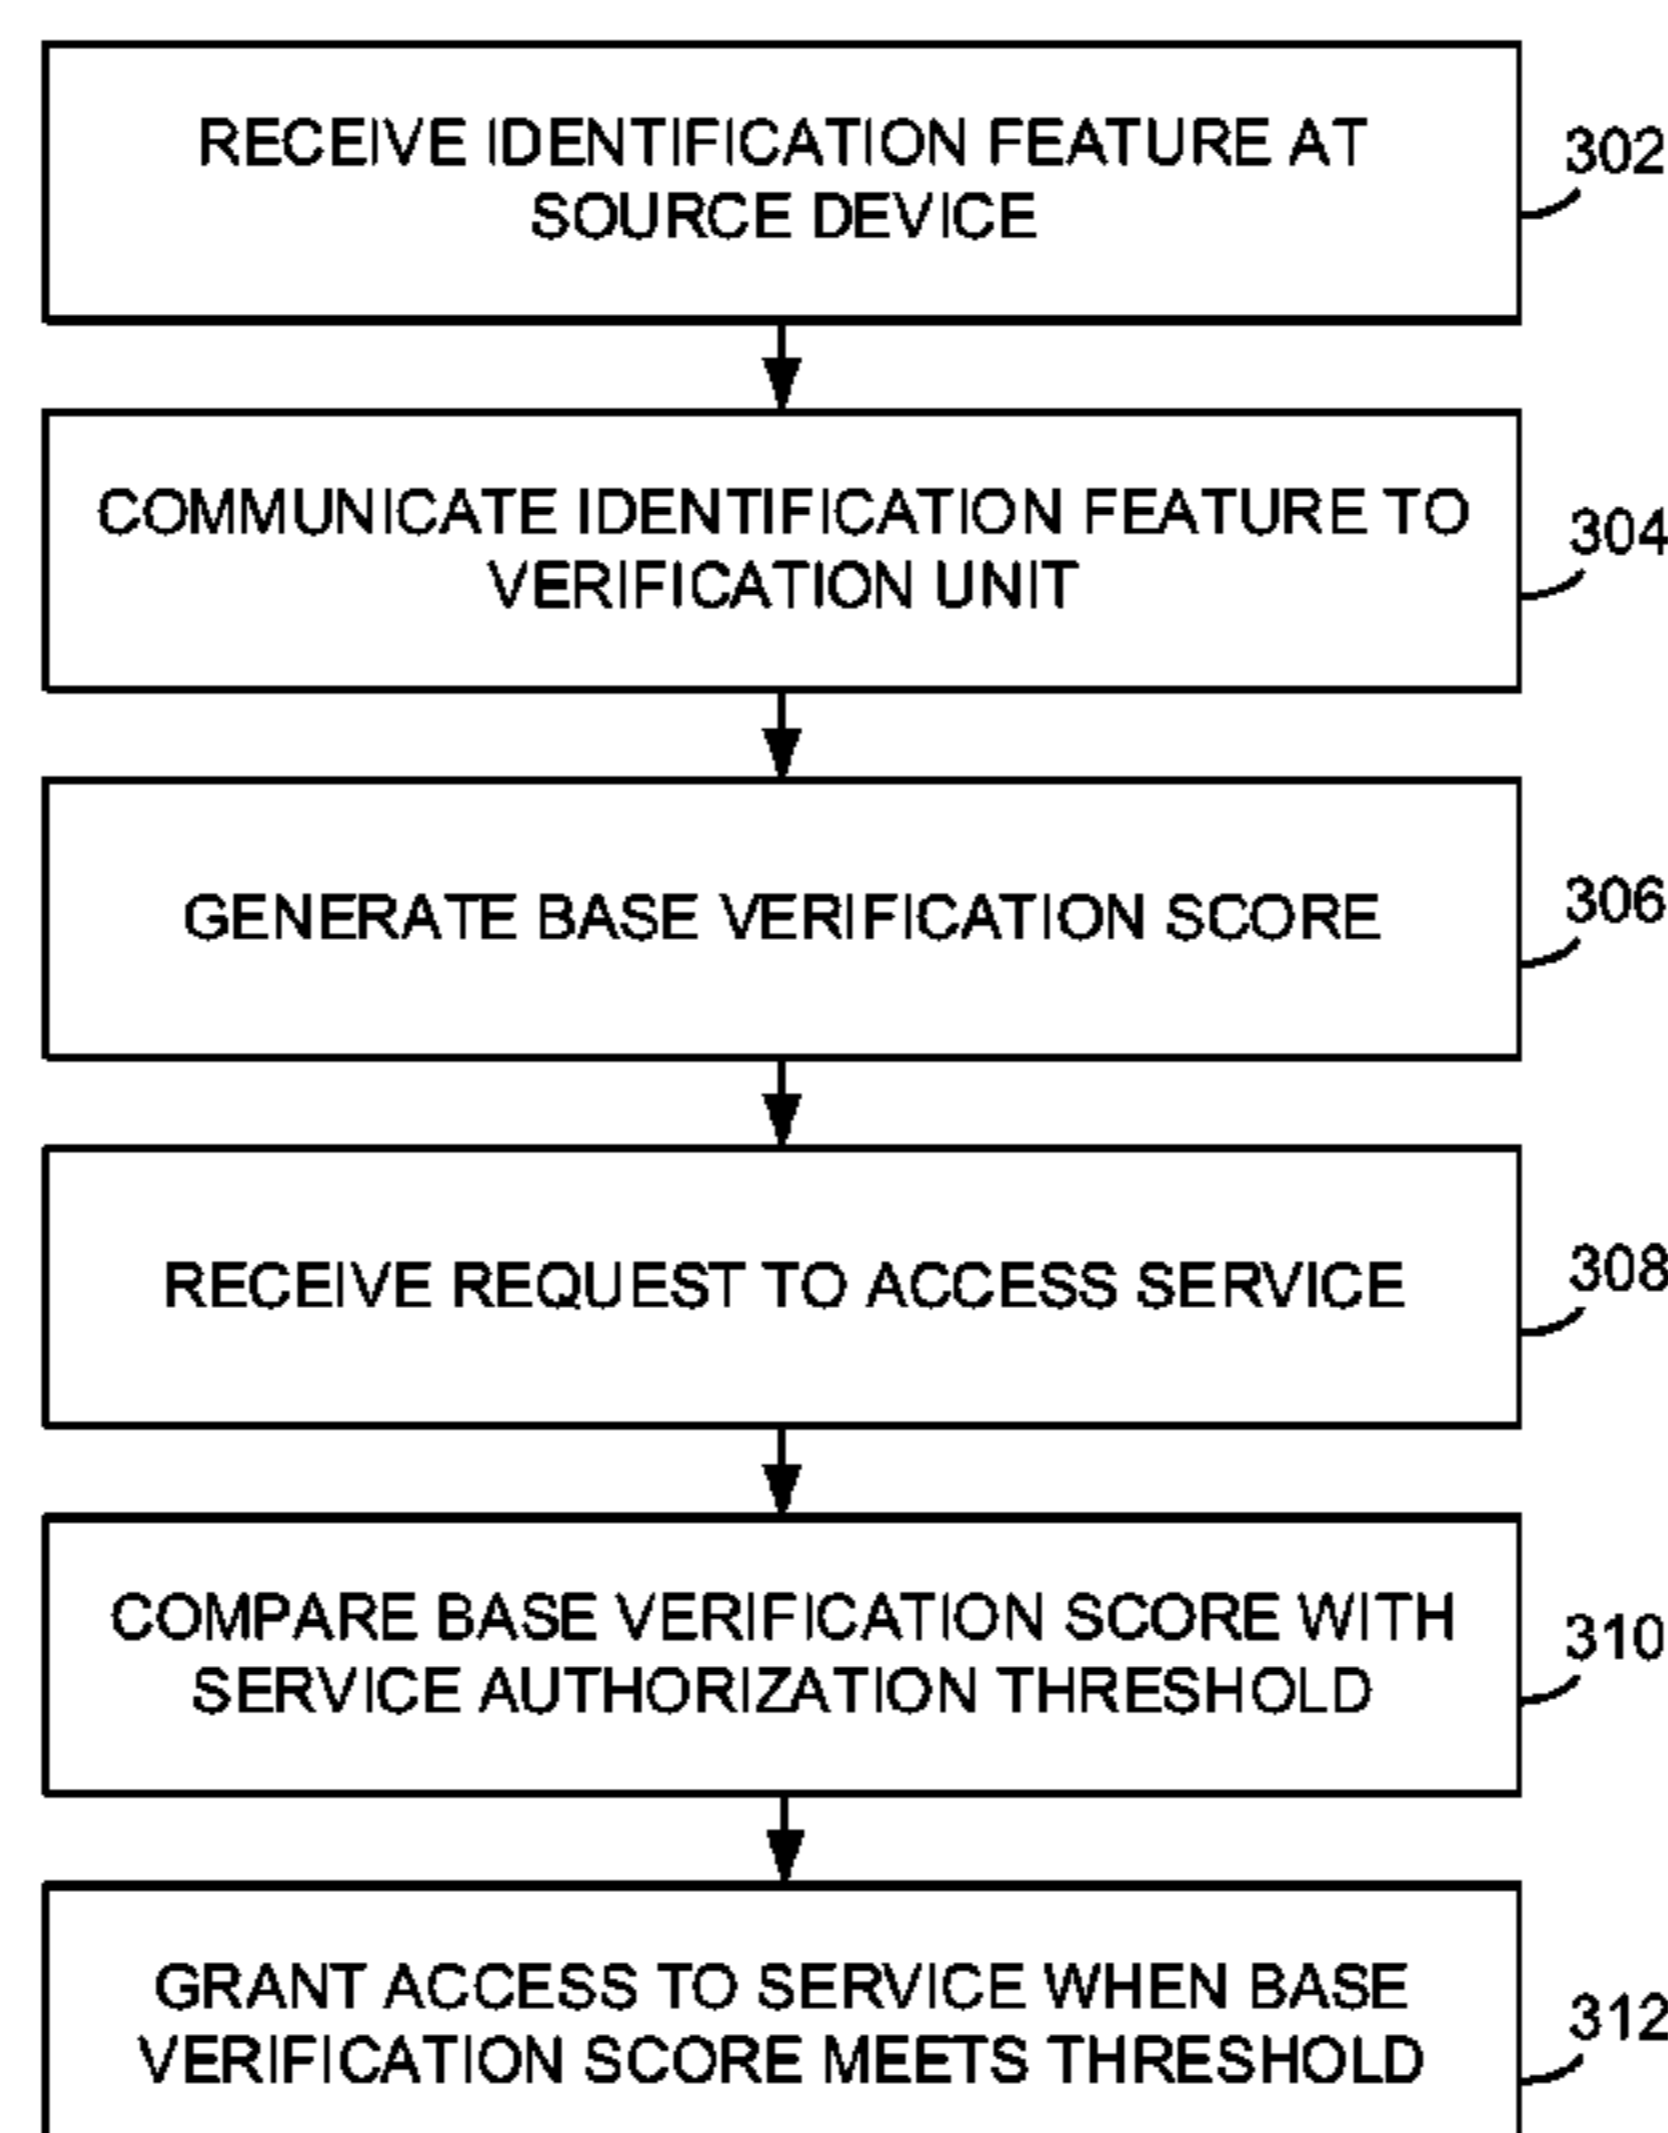 RECEIVE IDENTIFICATION FEATURE AT
SOURCE DEVICE
302
COMMUNICATE IDENTIFICATION FEATURE TO
VERIFICATION UNIT
304
GENERATE BASE VERIFICATION SCORE
306
RECEIVE REQUEST TO ACCESS SERVICE
308
COMPARE BASE VERIFICATION SCORE WITH
SERVICE AUTHORIZATION THRESHOLD
310
GRANT ACCESS TO SERVICE WHEN BASE
VERIFICATION SCORE MEETS THRESHOLD
312